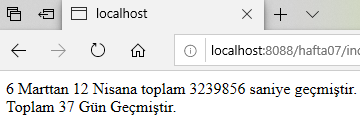 localhost
localhost:8088/hafta07/in
6 Marttan 12 Nisana toplam 3239856 saniye geçmiştir.
Toplam 37 Gün Geçmiştir.